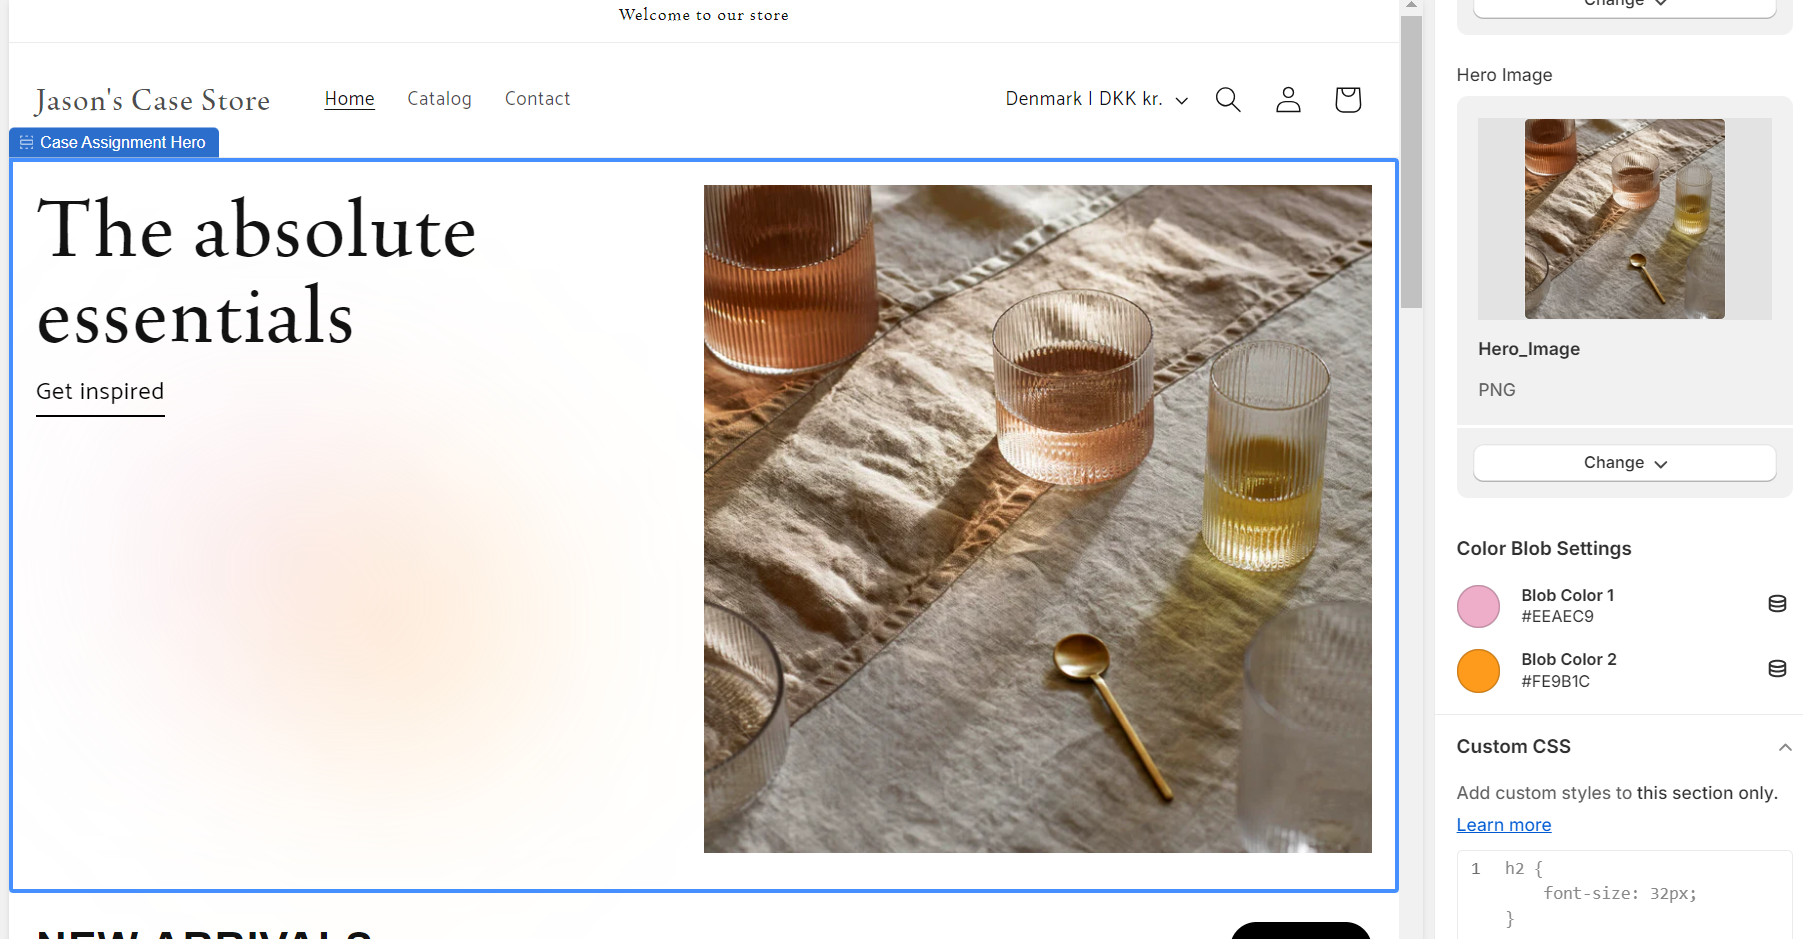 Welcome to our store
Jason's Case Store
Home
Catalog
Contact
Denmark | DKK kr.
Case Assignment Hero
The absolute
essentials
Get inspired
NEW ARRIVALS
Change
Hero Image
Hero_Image
PNG
Change
Color Blob Settings
Blob Color 1
#EEAEC9
Blob Color 2
#FE9B1C
Custom CSS
Add custom styles to this section only.
Learn more
1 h2 {
font-size: 32px;
}